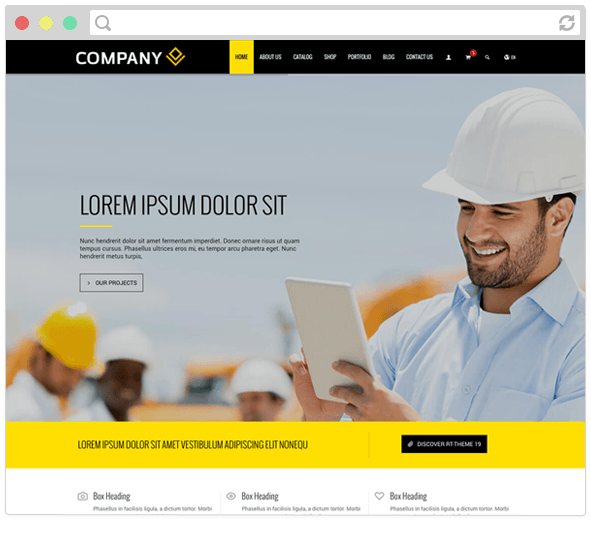 COMPANY
HOME ABOUT US CATALOG SHOP PORTFOLIO BLOG CONTACT US EN
LOREM IPSUM DOLOR SIT
Nunc hendrerit dolor sit amet fermentum imperdiet. Donec ornare risus ut quam
tempus cursus. Phasellus ultrices eros mi, eu tempor arcu pharetra eget. Nunc
hendrerit metus turpis,
OUR PROJECTS
LOREM IPSUM DOLOR SIT AMET VESTIBULUM ADIPISCING ELIT NONEQU
DISCOVER RT-THEME 19
Box Heading
Phasellus in facilisis ligula, a dictum tortor. Morbi
Box Heading
Phasellus in facilisis ligula, a dictum tortor. Morbi
Box Heading
Phasellus in facilisis ligula, a dictum tortor. Morbi